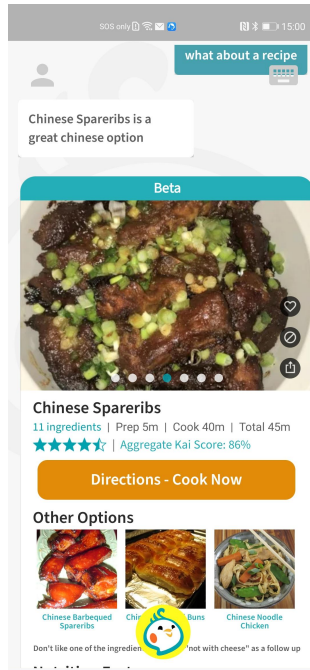 SOS only 15:00
what about a recipe
Chinese Spareribs is a
great chinese option
Beta
Chinese Spareribs
11 ingredients | Prep 5m | Cook 40m | Total 45m
Aggregate Kai Score: 86%
Directions - Cook Now
Other Options
Chinese Barbequed Spareribs
Buns
Chinese Noodle Chicken
Don't like one of the "not with cheese" as a follow up